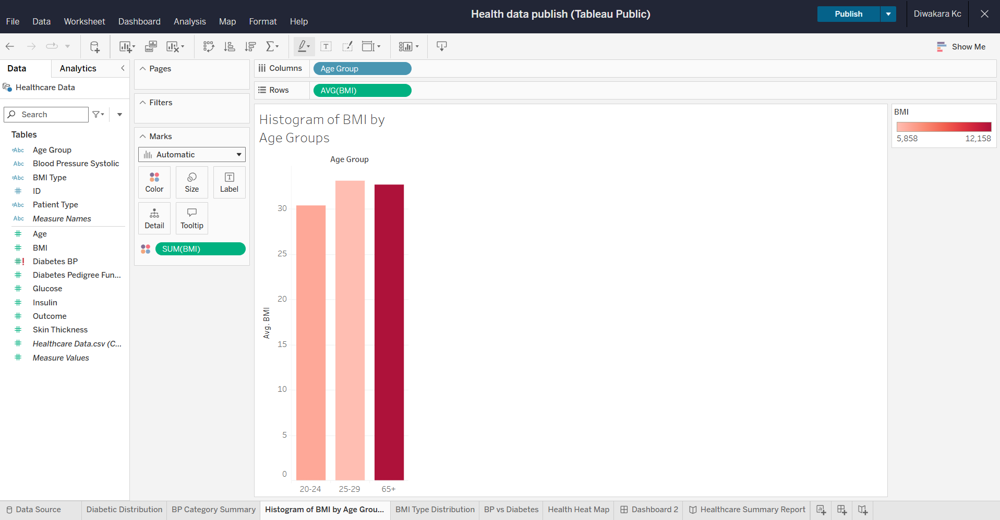 Health data publish (Tableau Public)
Publish
Diwakara Kc
File Data Worksheet Dashboard Analysis Map Format Help
Show Me
Data Analytics
Healthcare Data
Search
Tables
=Abc Age Group
Abc Blood Pressure Systolic
=Abc BMI Type
ID
=Abc Patient Type
Abc Measure Names
Age
BMI
Diabetes BP
Diabetes Pedigree Fun...
Glucose
Insulin
Outcome
Skin Thickness
Healthcare Data.csv (C...
Measure Values
Pages
Filters
Marks
Automatic
Color Size Label
Detail Tooltip
SUM(BMI)
Columns Age Group
Rows AVG(BMI)
Histogram of BMI by
Age Groups
Age Group
30
25
20
15
10
5
0
Avg. BMI
20-24 25-29 65+
BMI
5,858 12,158
Data Source Diabetic Distribution BP Category Summary Histogram of BMI by Age Grou... BMI Type Distribution BP vs Diabetes Health Heat Map Dashboard 2 Healthcare Summary Report